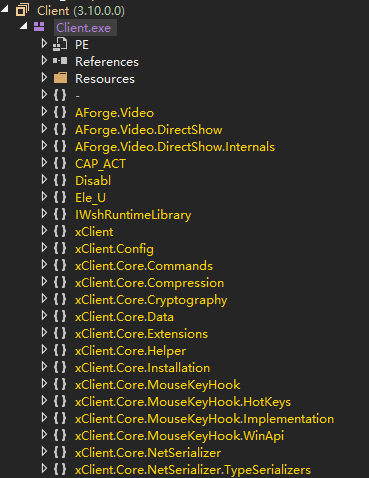 Client (3.10.0.0)
Client.exe
PE
References
Resources
{ } -
{ } AForge.Video
{ } AForge.Video.DirectShow
{ } AForge.Video.DirectShow.Internals
{ } CAP_ACT
{ } Disabl
{ } Ele_U
{ } IWshRuntimeLibrary
{ } xClient
{ } xClient.Config
{ } xClient.Core.Commands
{ } xClient.Core.Compression
{ } xClient.Core.Cryptography
{ } xClient.Core.Data
{ } xClient.Core.Extensions
{ } xClient.Core.Helper
{ } xClient.Core.Installation
{ } xClient.Core.MouseKeyHook
{ } xClient.Core.MouseKeyHook.HotKeys
{ } xClient.Core.MouseKeyHook.Implementation
{ } xClient.Core.MouseKeyHook.WinApi
{ } xClient.Core.NetSerializer
{ } xClient.Core.NetSerializer.TypeSerializers